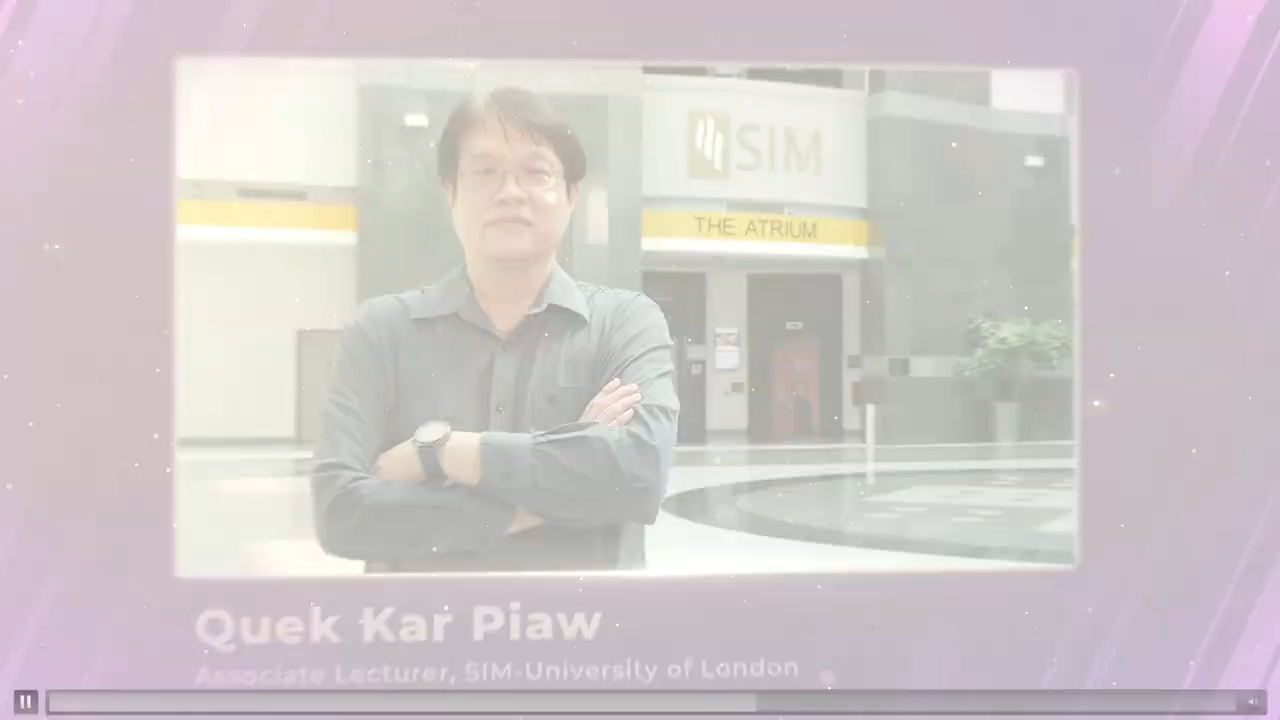 SIM
THE ATRIUM
Quek Kar Piaw
Associate Lecturer, SIM-University of London